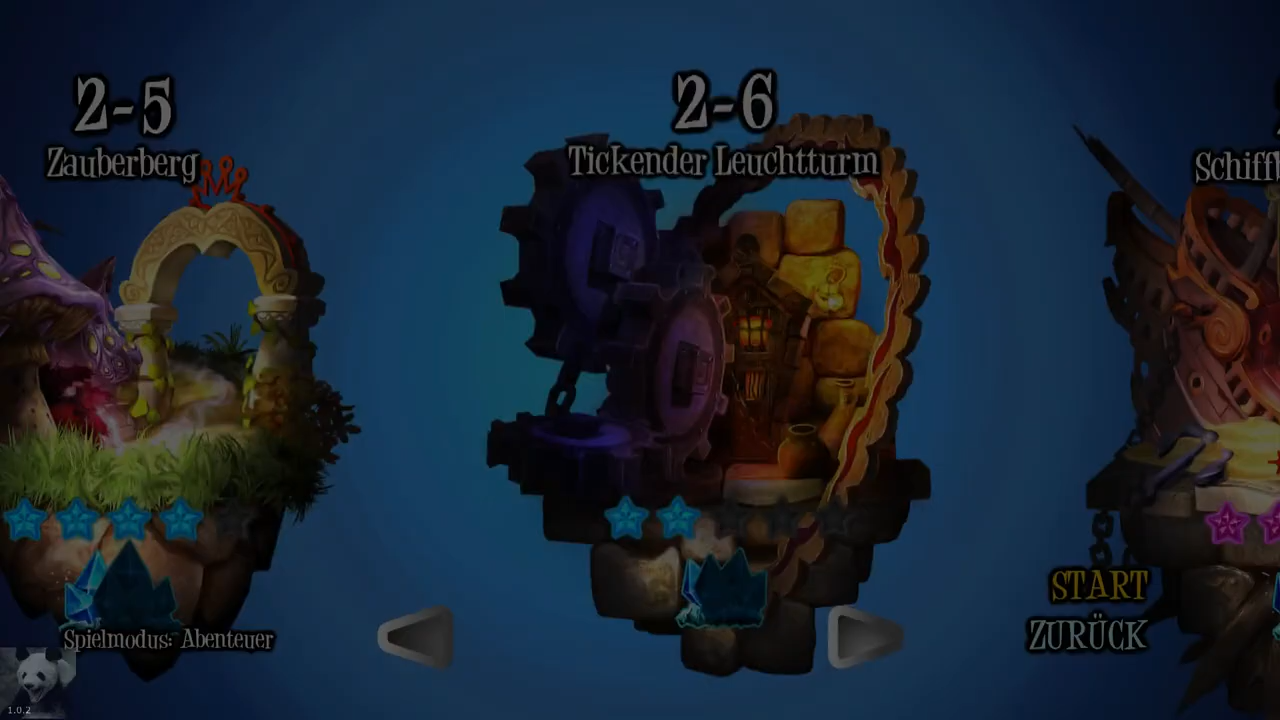 2-5
Zauberberg
2-6
Tickender Leuchtturm
START
ZURÜCK
Spielmodus: Abenteuer
1.0.2